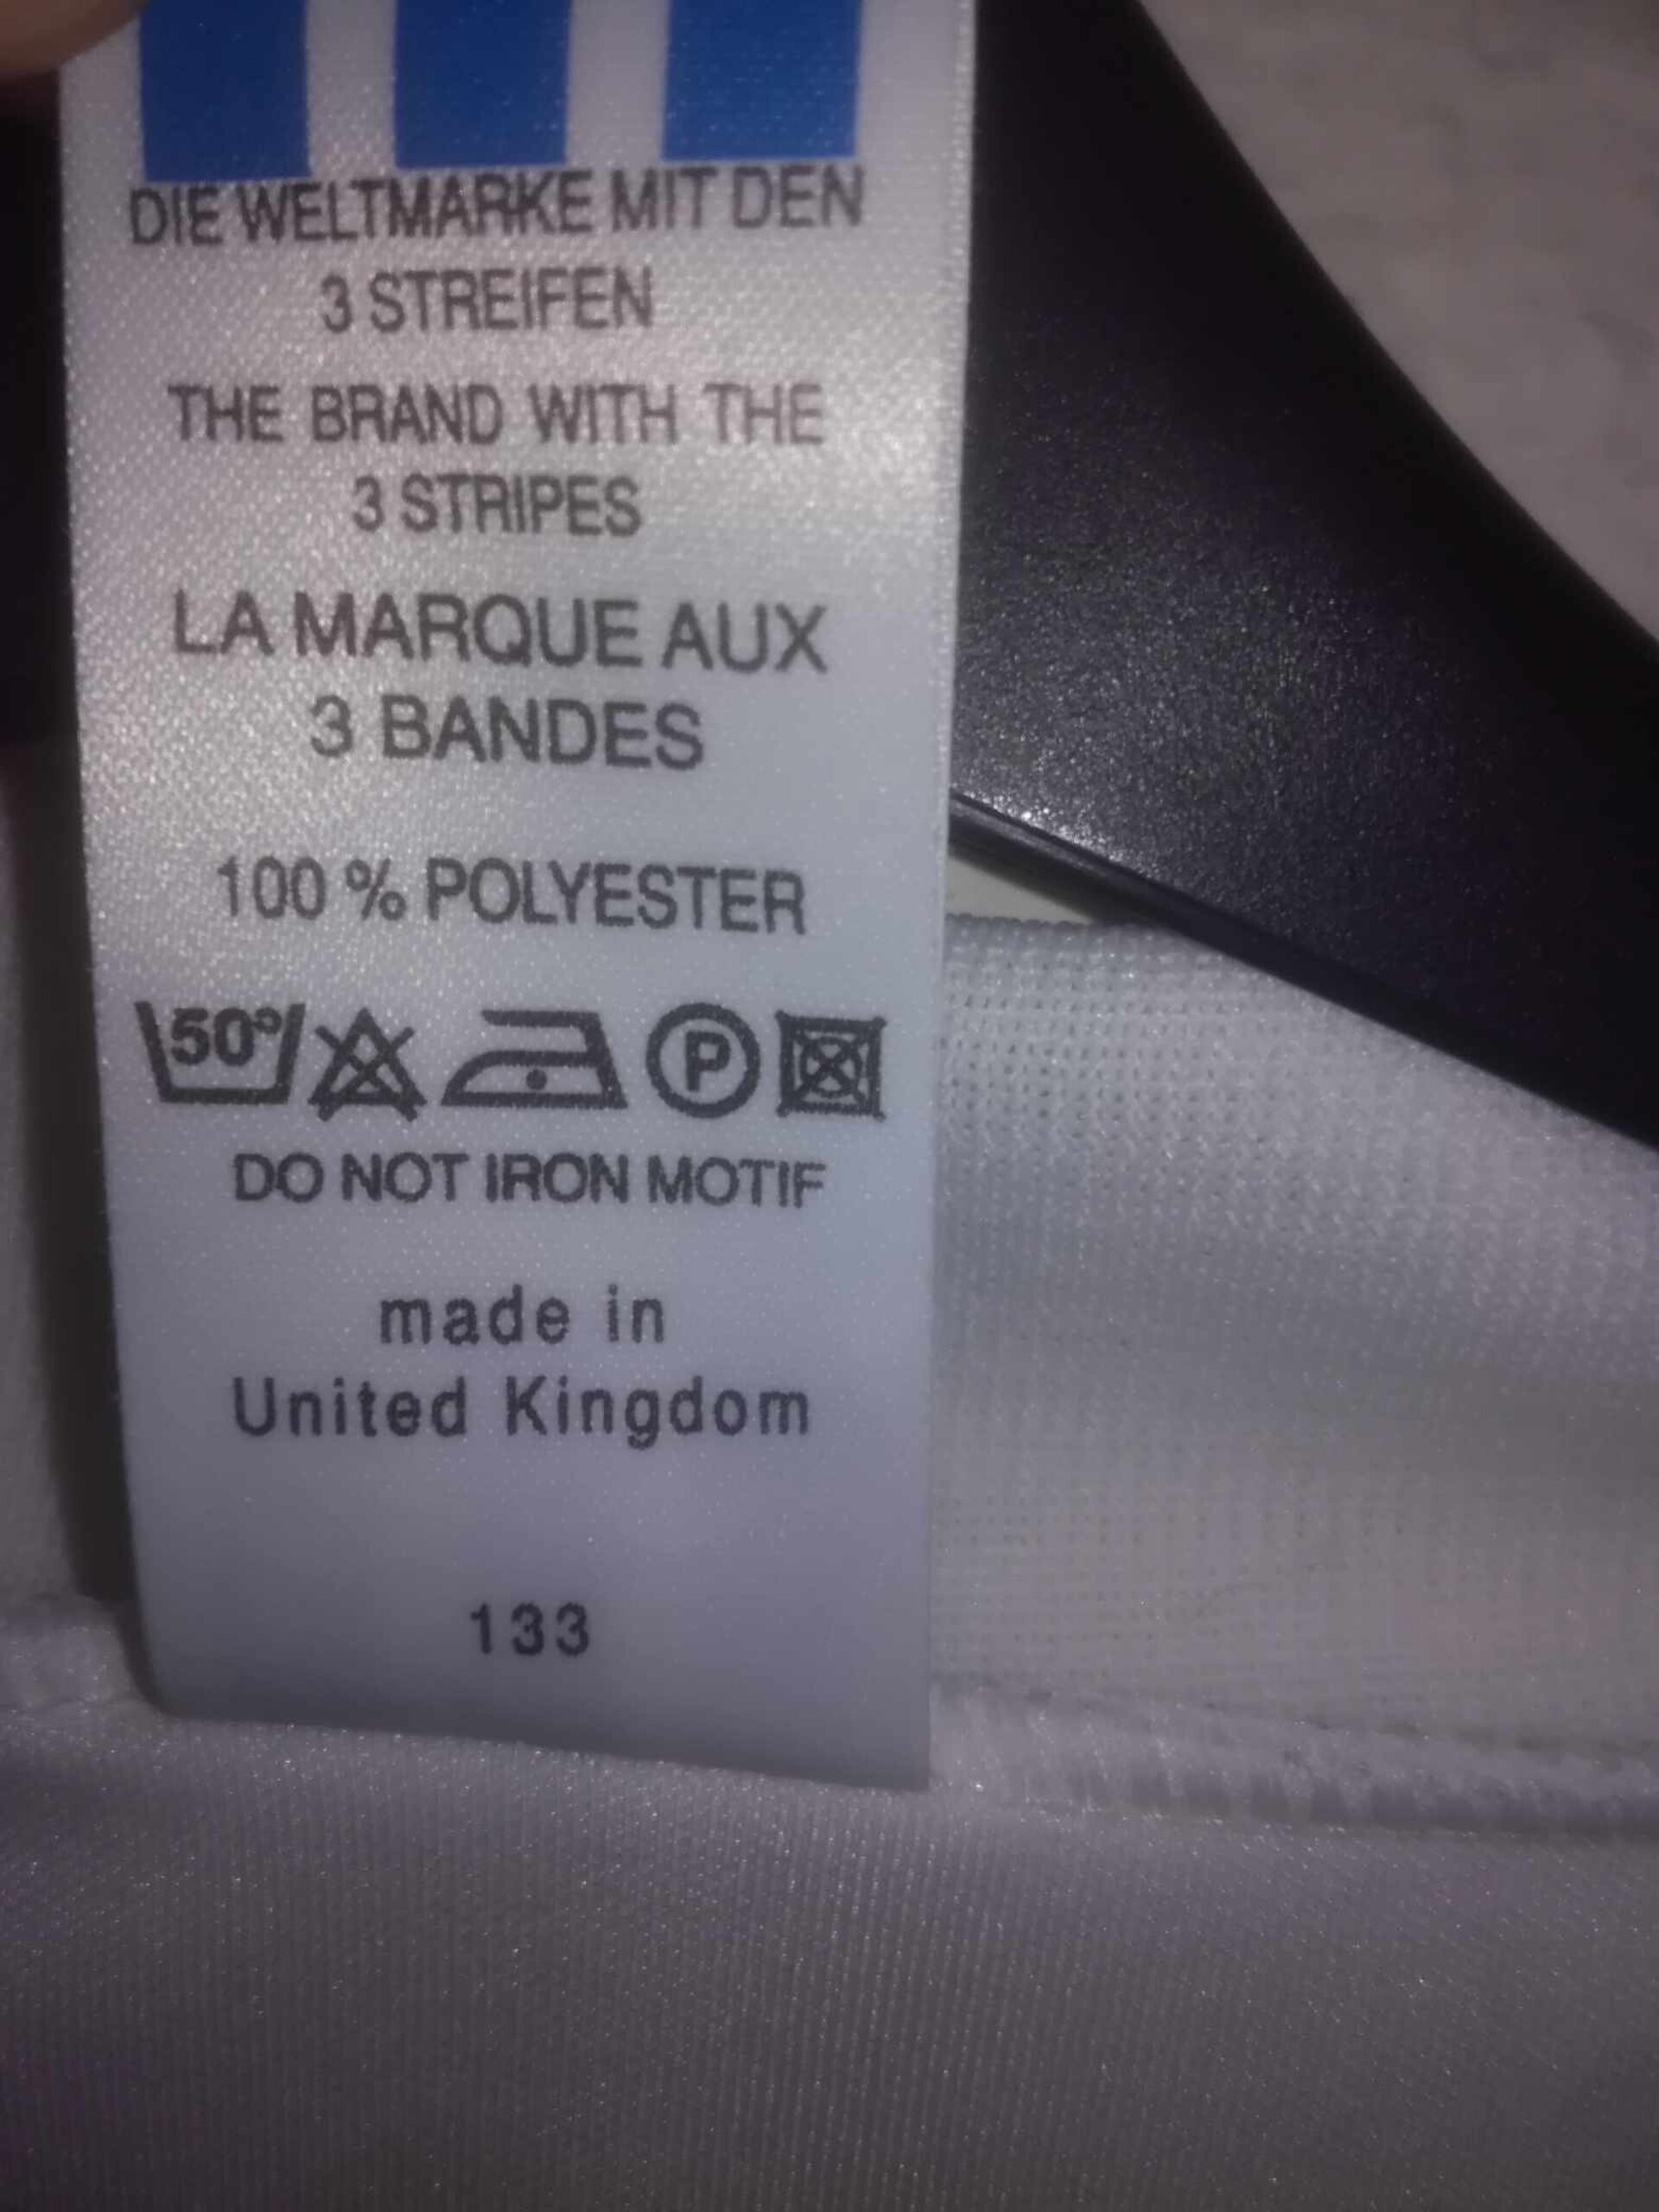 DIE WELTMARKE MIT DEN
3 STREIFEN
THE BRAND WITH THE
3 STRIPES
LA MARQUE AUX
3 BANDES
100 % POLYESTER
50° P
DO NOT IRON MOTIF
made in
United Kingdom
133